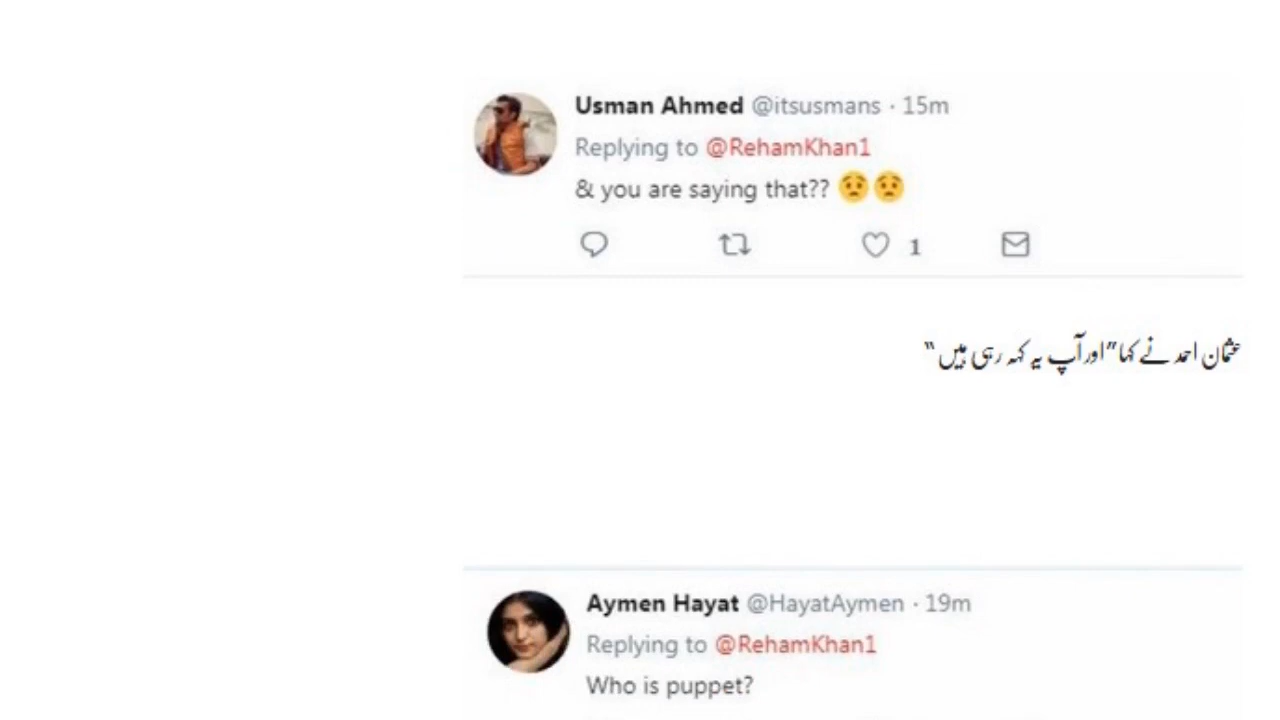 Usman Ahmed @itsusmans · 15m
Replying to @RehamKhan1
& you are saying that?? 😟😟
1
عثمان احمد نے کہا”اور آپ یہ کہہ رہی ہیں“
Aymen Hayat @HayatAymen · 19m
Replying to @RehamKhan1
Who is puppet?